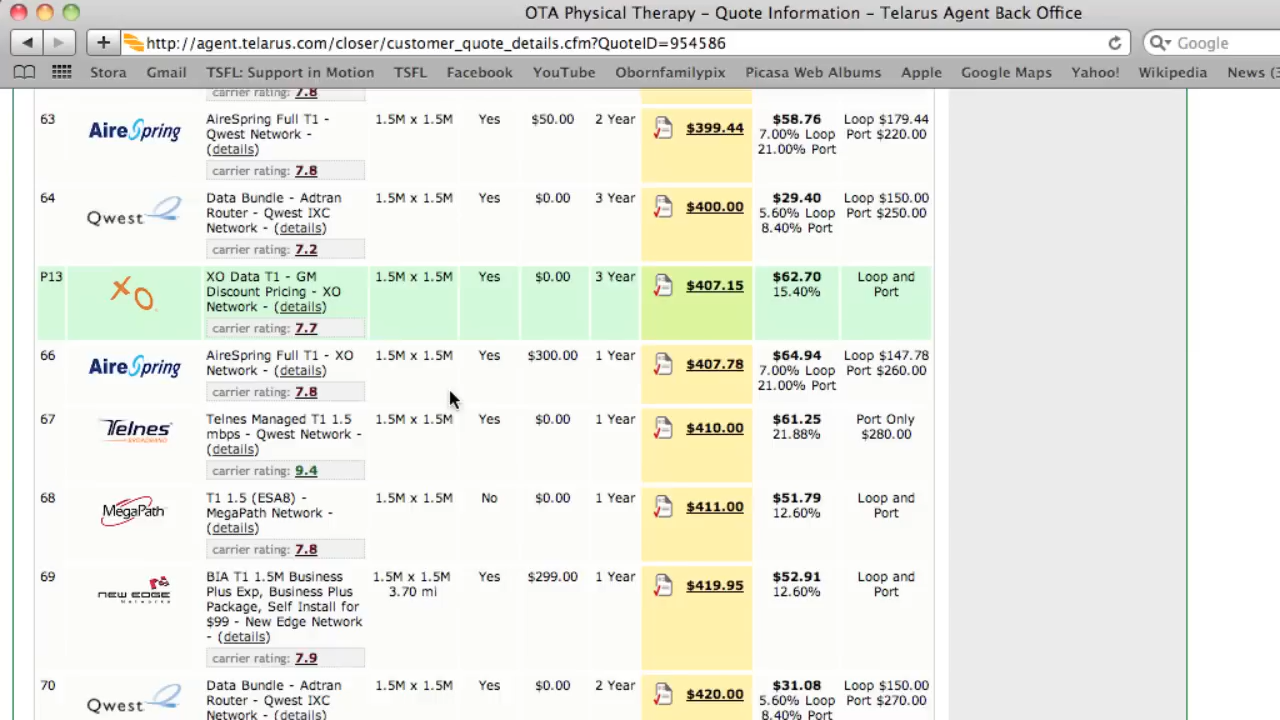 OTA Physical Therapy – Quote Information – Telarus Agent Back Office
http://agent.telarus.com/closer/customer_quote_details.cfm?QuoteID=954586
Google
Stora Gmail TSFL: Support in Motion TSFL Facebook YouTube Obornfamilypix Picasa Web Albums Apple Google Maps Yahoo! Wikipedia News (3
carrier rating: 7.8
63 AireSpring AireSpring Full T1 - 1.5M x 1.5M Yes $50.00 2 Year $399.44 $58.76 Loop $179.44
Qwest Network - 7.00% Loop Port $220.00
(details) 21.00% Port
carrier rating: 7.8
64 Qwest Data Bundle - Adtran 1.5M x 1.5M Yes $0.00 3 Year $400.00 $29.40 Loop $150.00
Router - Qwest IXC 5.60% Loop Port $250.00
Network - (details) 8.40% Port
carrier rating: 7.2
P13 XO XO Data T1 - GM 1.5M x 1.5M Yes $0.00 3 Year $407.15 $62.70 Loop and
Discount Pricing - XO 15.40% Port
Network - (details)
carrier rating: 7.7
66 AireSpring AireSpring Full T1 - XO 1.5M x 1.5M Yes $300.00 1 Year $407.78 $64.94 Loop $147.78
Network - (details) 7.00% Loop Port $260.00
21.00% Port
carrier rating: 7.8
67 Telnes BROADBAND Telnes Managed T1 1.5 1.5M x 1.5M Yes $0.00 1 Year $410.00 $61.25 Port Only
mbps - Qwest Network - 21.88% $280.00
(details)
carrier rating: 9.4
68 MegaPath T1 1.5 (ESA8) - 1.5M x 1.5M No $0.00 1 Year $411.00 $51.79 Loop and
MegaPath Network - 12.60% Port
(details)
carrier rating: 7.8
69 new edge Networks BIA T1 1.5M Business 1.5M x 1.5M Yes $299.00 1 Year $419.95 $52.91 Loop and
Plus Exp, Business Plus 3.70 mi 12.60% Port
Package, Self Install for
$99 - New Edge Network
- (details)
carrier rating: 7.9
70 Qwest Data Bundle - Adtran 1.5M x 1.5M Yes $0.00 2 Year $420.00 $31.08 Loop $150.00
Router - Qwest IXC 5.60% Loop Port $270.00
Network - (details) 8.40% Port